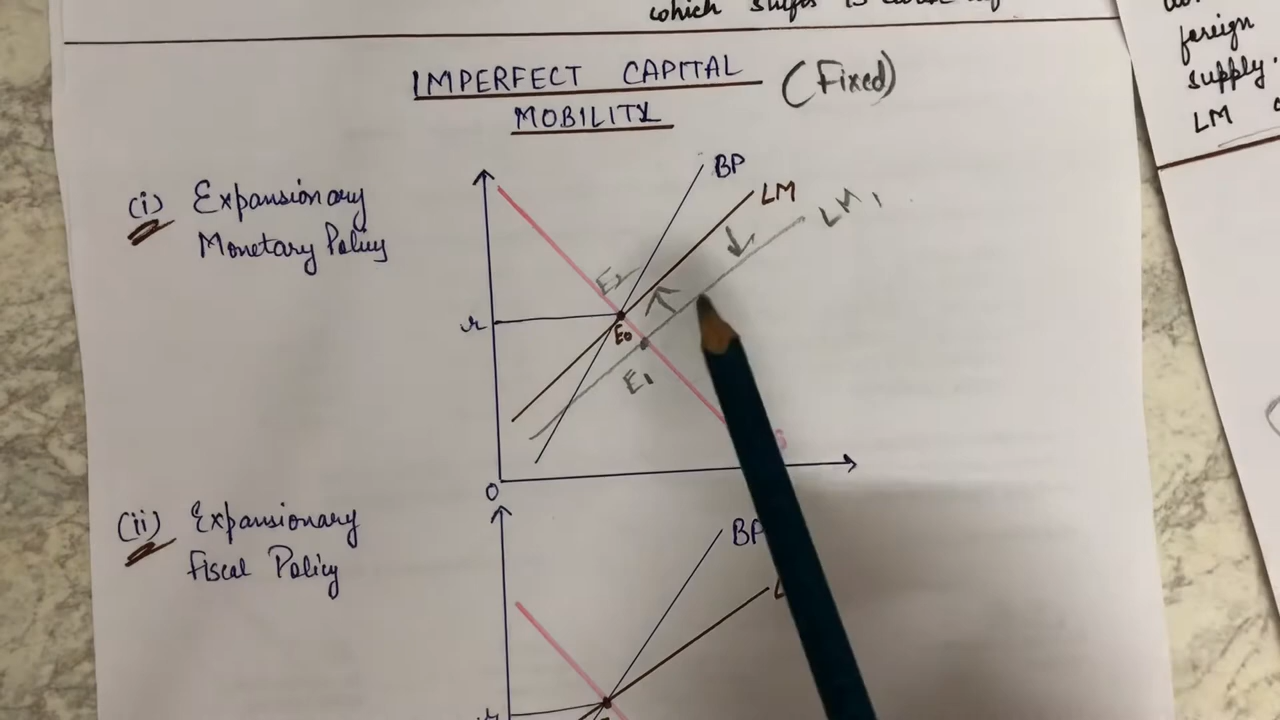 which shifts
foreign
supply.
LM
IMPERFECT CAPITAL (Fixed)
MOBILITY
(i) Expansionary
Monetary Policy
BP
LM
LM1
E2
r
E0
E1
O
(ii) Expansionary
Fiscal Policy
BP
r